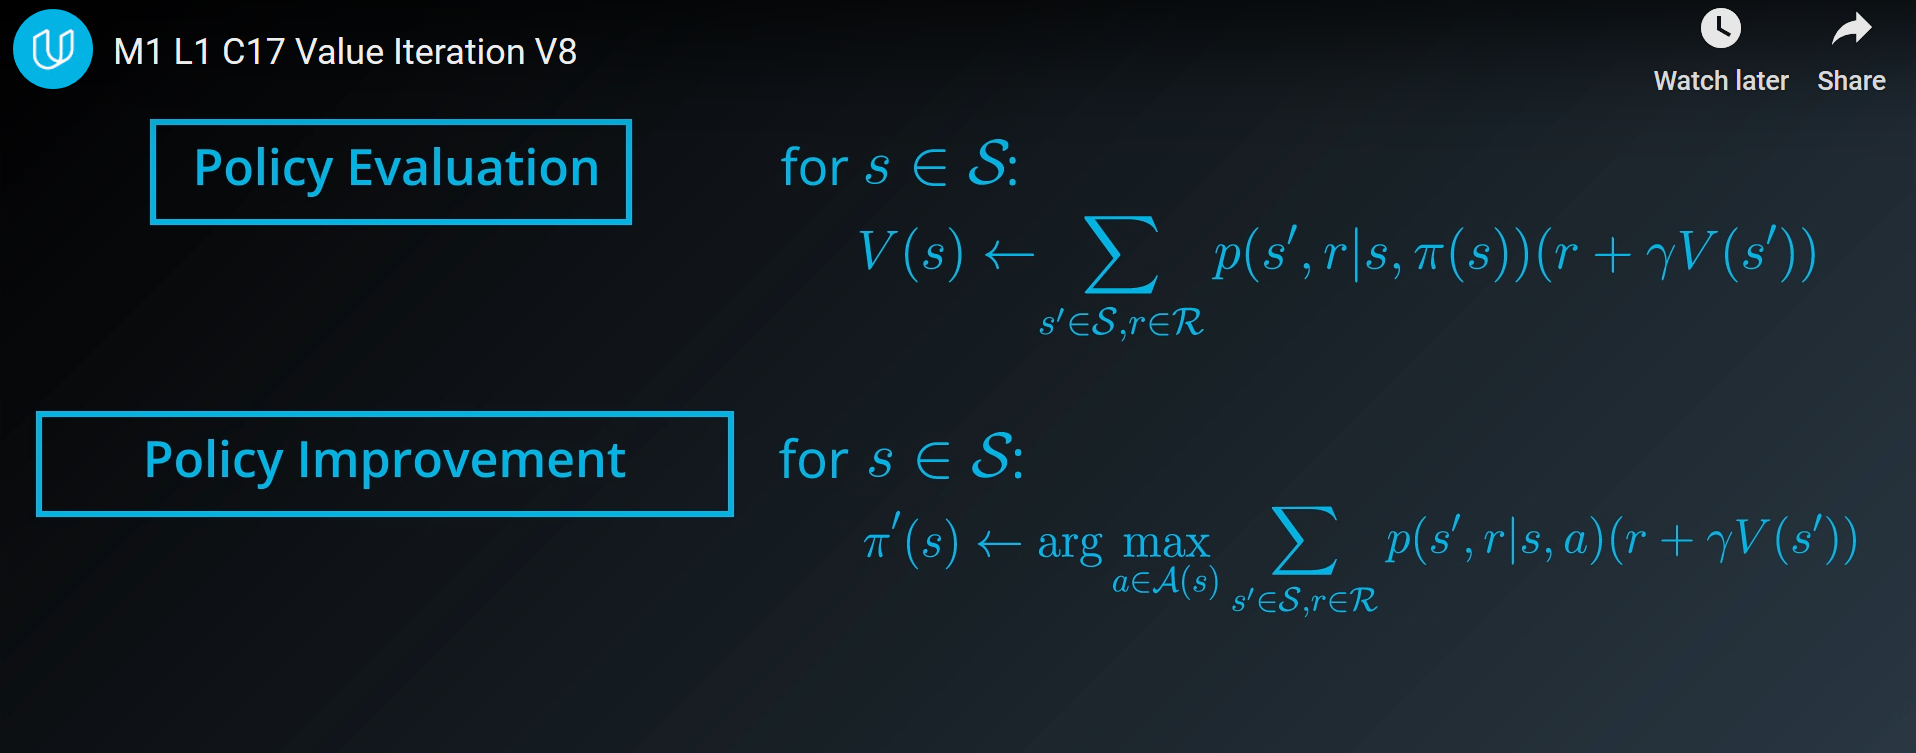 M1 L1 C17 Value Iteration V8
Watch later
Share
Policy Evaluation
for s ∈ 𝒮:
V(s) ← ∑_{s′∈𝒮,r∈ℛ} p(s′, r|s, π(s))(r + γV(s′))
Policy Improvement
for s ∈ 𝒮:
π′(s) ← arg max_{a∈𝒜(s)} ∑_{s′∈𝒮,r∈ℛ} p(s′, r|s, a)(r + γV(s′))